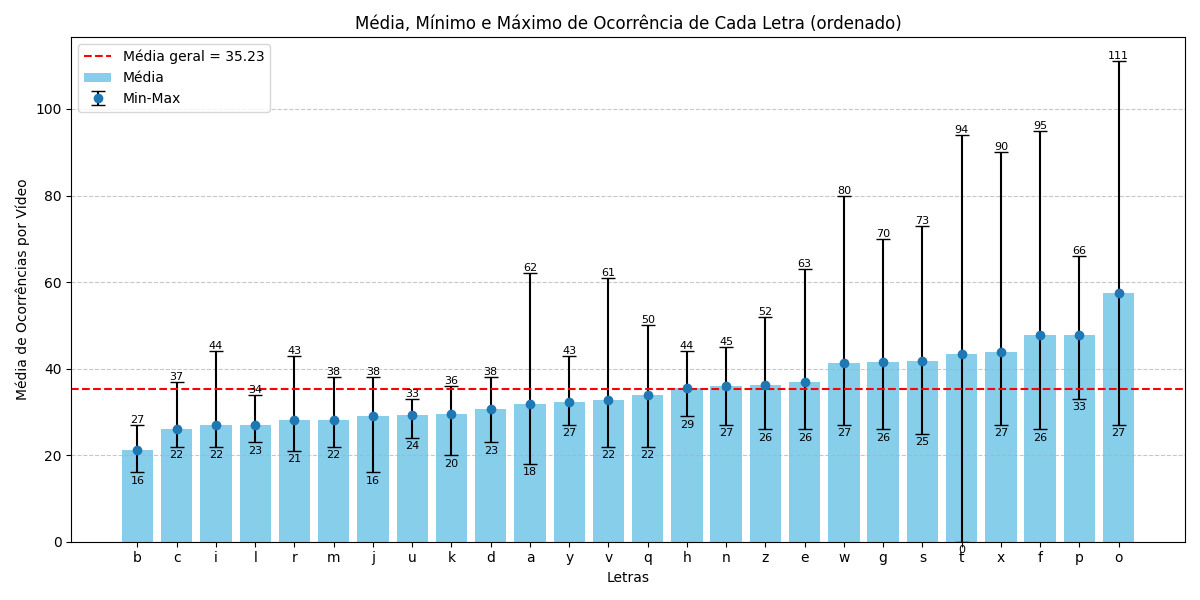 Média, Mínimo e Máximo de Ocorrência de Cada Letra (ordenado)
Média geral = 35.23
Média
Min-Max
Média de Ocorrências por Vídeo
100
80
60
40
20
0
27 37 44 34 43 38 38 33 36 38 62 43 61 50 44 45 52 63 80 70 73 94 90 95 66 111
16 22 22 23 21 22 16 24 20 23 18 27 22 22 29 27 26 26 27 26 25 0 27 26 33 27
b c i l r m j u k d a y v q h n z e w g s t x f p o
Letras